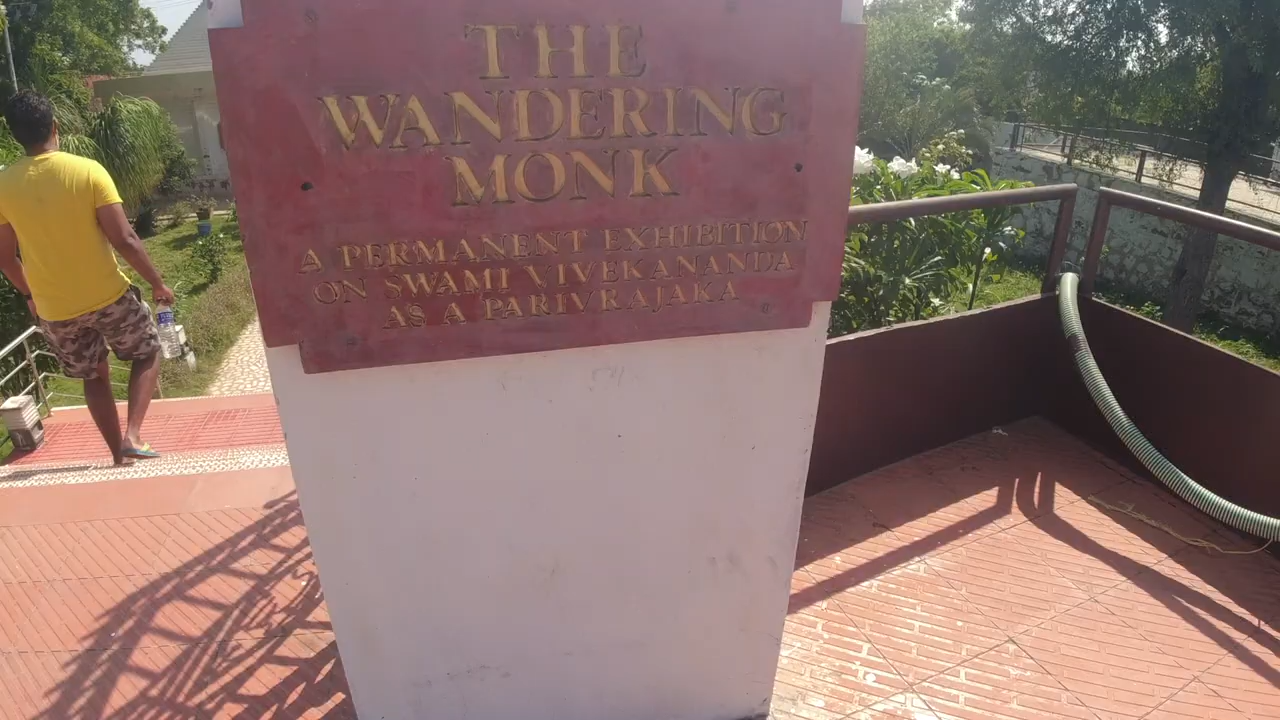 THE
WANDERING
MONK
A PERMANENT EXHIBITION
ON SWAMI VIVEKANANDA
AS A PARIVRAJAKA